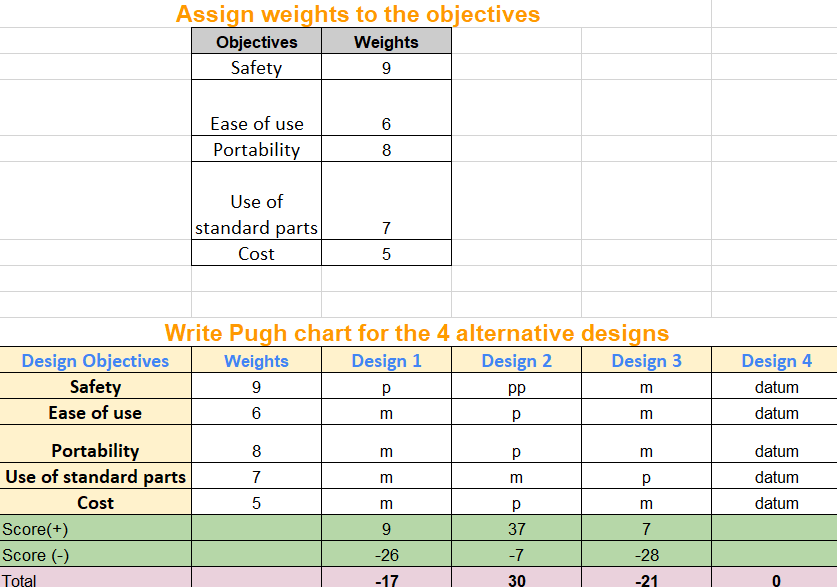 Assign weights to the objectives
Objectives Weights
Safety 9
Ease of use 6
Portability 8
Use of
standard parts 7
Cost 5
Write Pugh chart for the 4 alternative designs
Design Objectives Weights Design 1 Design 2 Design 3 Design 4
Safety 9 p pp m datum
Ease of use 6 m p m datum
Portability 8 m p m datum
Use of standard parts 7 m m p datum
Cost 5 m p m datum
Score(+) 9 37 7
Score (-) -26 -7 -28
Total -17 30 -21 0